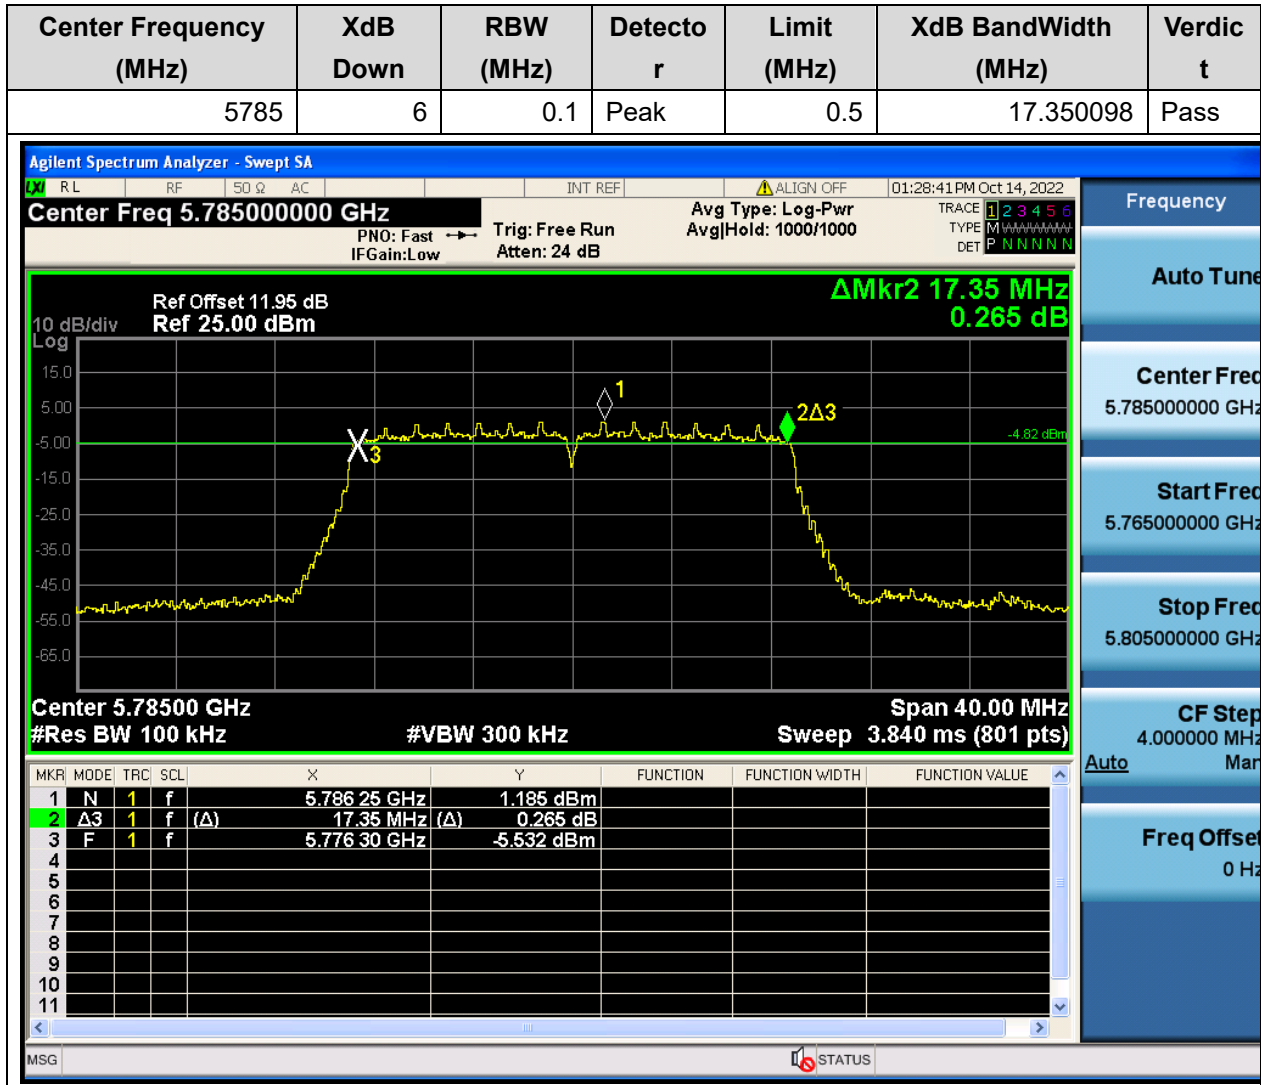 Center Frequency (MHz) XdB Down RBW (MHz) Detector Limit (MHz) XdB BandWidth (MHz) Verdict
5785 6 0.1 Peak 0.5 17.350098 Pass
Agilent Spectrum Analyzer - Swept SA
LXI RL RF 50 Ω AC INT REF ALIGN OFF 01:28:41 PM Oct 14, 2022
Center Freq 5.785000000 GHz
PNO: Fast
IFGain:Low
Trig: Free Run
Atten: 24 dB
Avg Type: Log-Pwr
Avg|Hold: 1000/1000
TRACE 1 2 3 4 5 6
TYPE M
DET P N N N N N
ΔMkr2 17.35 MHz
0.265 dB
Ref Offset 11.95 dB
10 dB/div Ref 25.00 dBm
Log
15.0
5.00
-5.00
-15.0
-25.0
-35.0
-45.0
-55.0
-65.0
1
2Δ3
3
-4.82 dBm
Center 5.78500 GHz Span 40.00 MHz
#Res BW 100 kHz #VBW 300 kHz Sweep 3.840 ms (801 pts)
MKR MODE TRC SCL X Y FUNCTION FUNCTION WIDTH FUNCTION VALUE
1 N 1 f 5.786 25 GHz 1.185 dBm
2 Δ3 1 f (Δ) 17.35 MHz (Δ) 0.265 dB
3 F 1 f 5.776 30 GHz -5.532 dBm
4
5
6
7
8
9
10
11
MSG STATUS
Frequency
Auto Tune
Center Freq
5.785000000 GHz
Start Freq
5.765000000 GHz
Stop Freq
5.805000000 GHz
CF Step
4.000000 MHz
Auto Man
Freq Offset
0 Hz